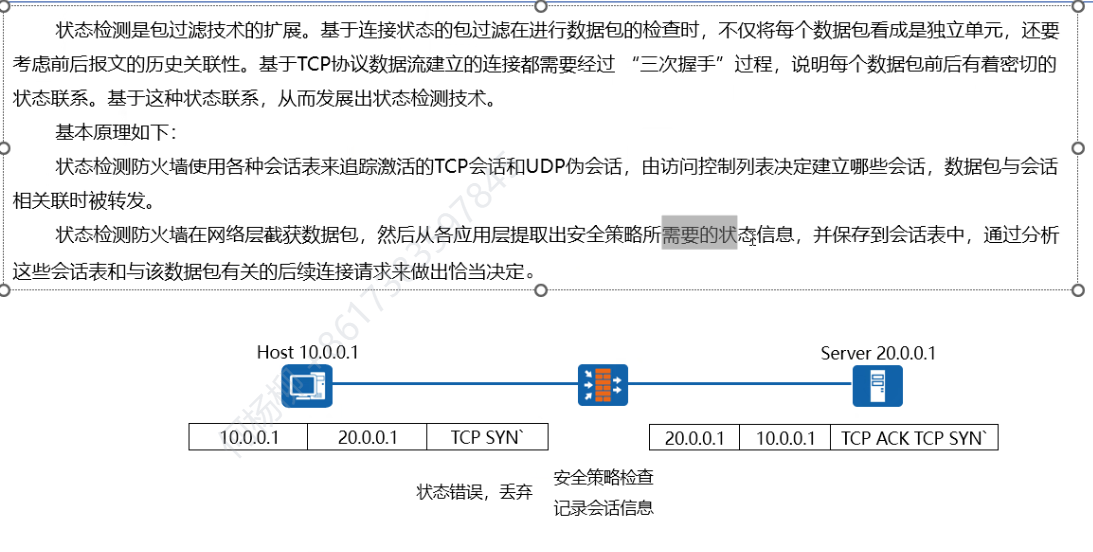 状态检测是包过滤技术的扩展。基于连接状态的包过滤在进行数据包的检查时，不仅将每个数据包看成是独立单元，还要
考虑前后报文的历史关联性。基于TCP协议数据流建立的连接都需要经过 “三次握手”过程，说明每个数据包前后有着密切的
状态联系。基于这种状态联系，从而发展出状态检测技术。
基本原理如下：
状态检测防火墙使用各种会话表来追踪激活的TCP会话和UDP伪会话，由访问控制列表决定建立哪些会话，数据包与会话
相关联时被转发。
状态检测防火墙在网络层截获数据包，然后从各应用层提取出安全策略所需要的状态信息，并保存到会话表中，通过分析
这些会话表和与该数据包有关的后续连接请求来做出恰当决定。
Host 10.0.0.1
Server 20.0.0.1
10.0.0.1 20.0.0.1 TCP SYN`
20.0.0.1 10.0.0.1 TCP ACK TCP SYN`
状态错误，丢弃
安全策略检查
记录会话信息